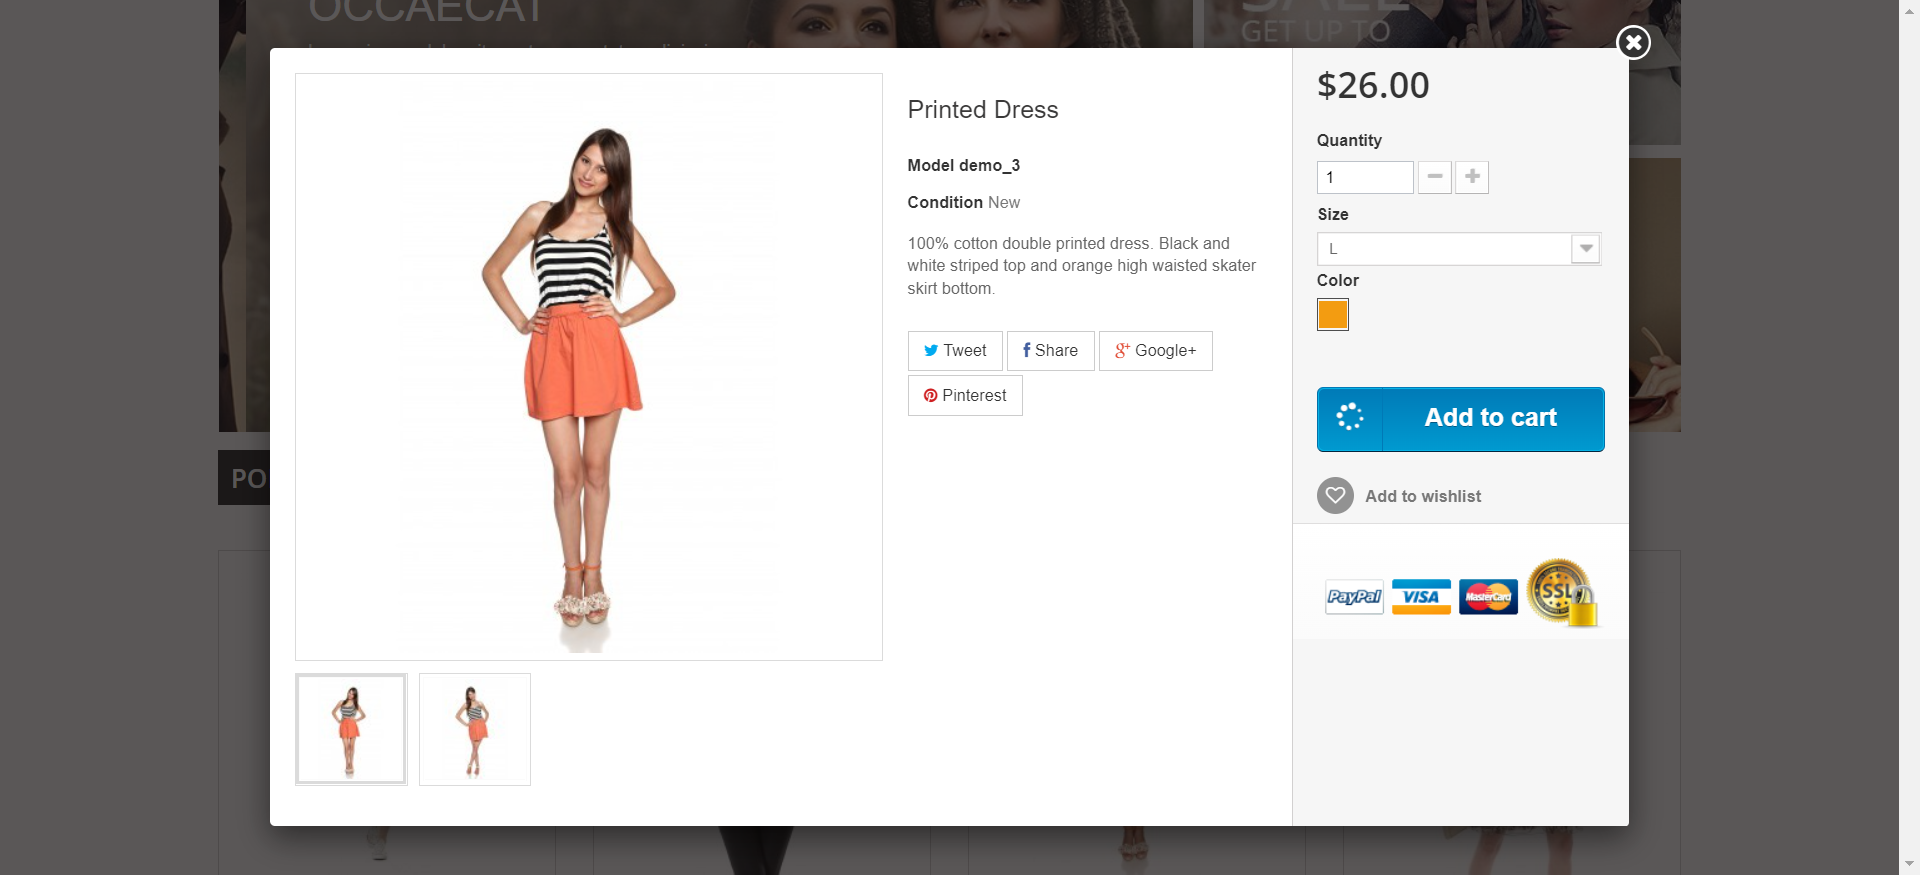 OCCAECAT
GET UP TO
$26.00
Printed Dress
Quantity
Model demo_3
1
Condition New
Size
100% cotton double printed dress. Black and
white striped top and orange high waisted skater
skirt bottom.
L
Color
Tweet
Share
Google+
Pinterest
Add to cart
PO
Add to wishlist
PayPal
VISA
MasterCard
SSL